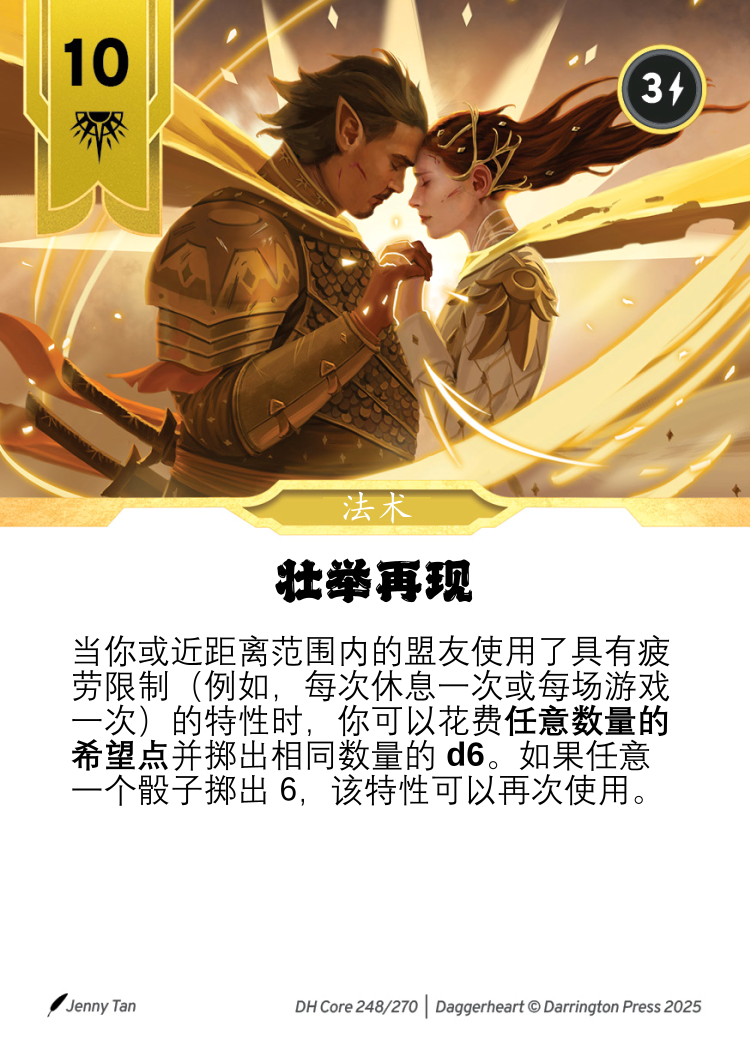 10
3
法术
壮举再现
当你或近距离范围内的盟友使用了具有疲
劳限制（例如，每次休息一次或每场游戏
一次）的特性时，你可以花费任意数量的
希望点并掷出相同数量的 d6。如果任意
一个骰子掷出 6，该特性可以再次使用。
Jenny Tan
DH Core 248/270 | Daggerheart © Darrington Press 2025